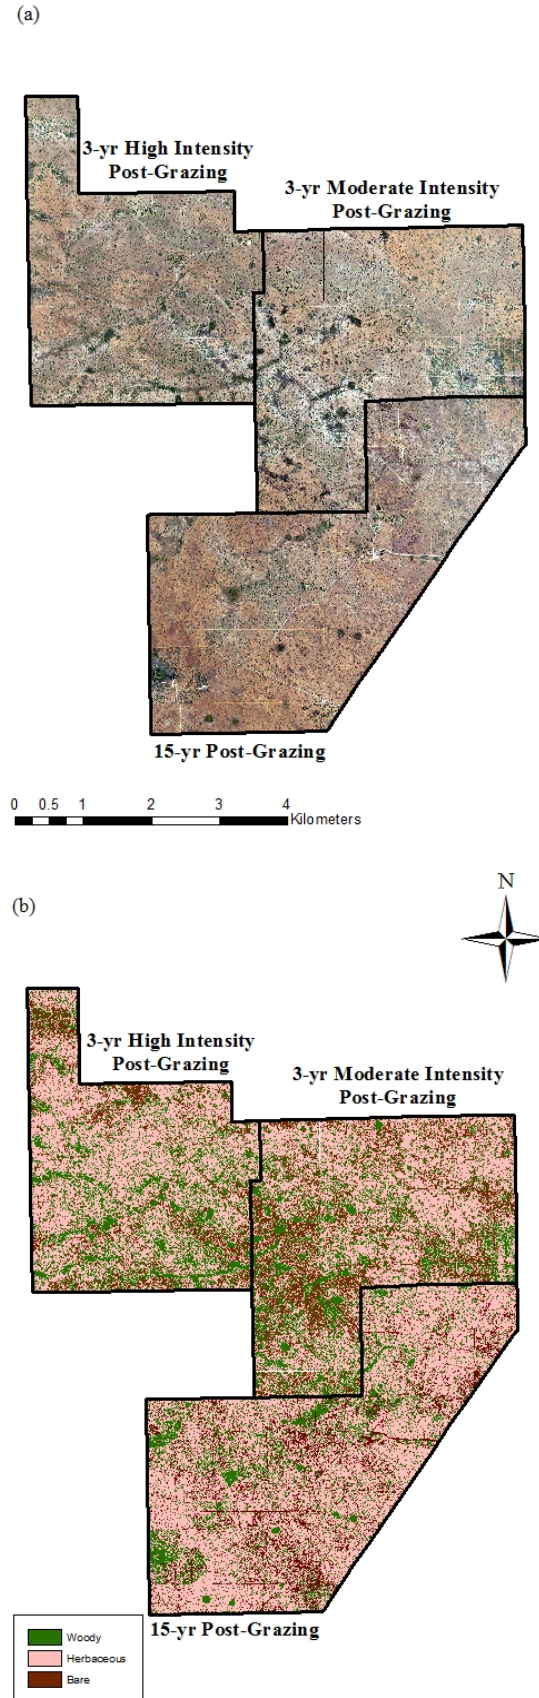 (a)
3-yr High Intensity
Post-Grazing
3-yr Moderate Intensity
Post-Grazing
15-yr Post-Grazing
0 0.5 1 2 3 4
Kilometers
N
(b)
3-yr High Intensity
Post-Grazing
3-yr Moderate Intensity
Post-Grazing
15-yr Post-Grazing
Woody
Herbaceous
Bare